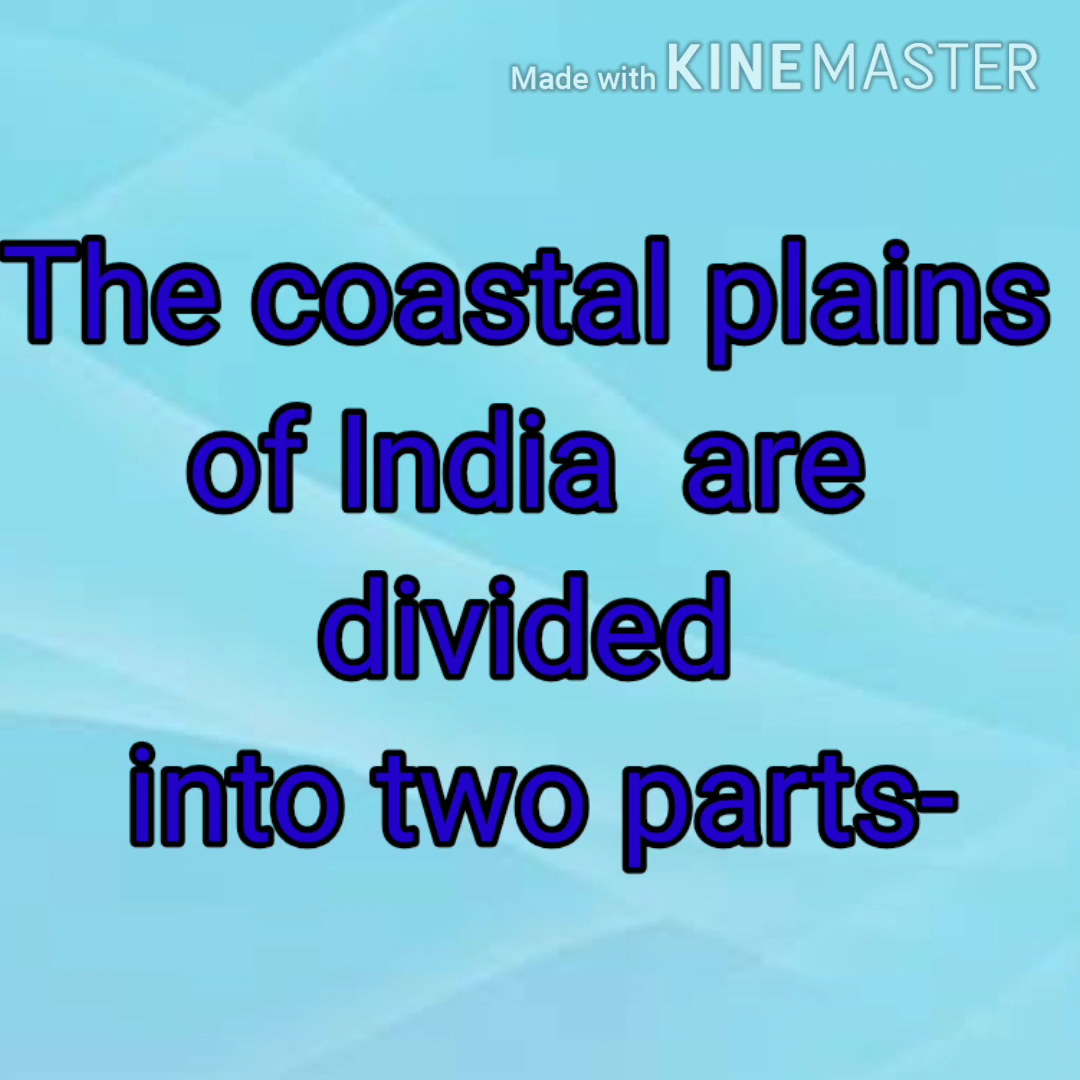 Made with KINEMASTER
The coastal plains
of India are
divided
into two parts-